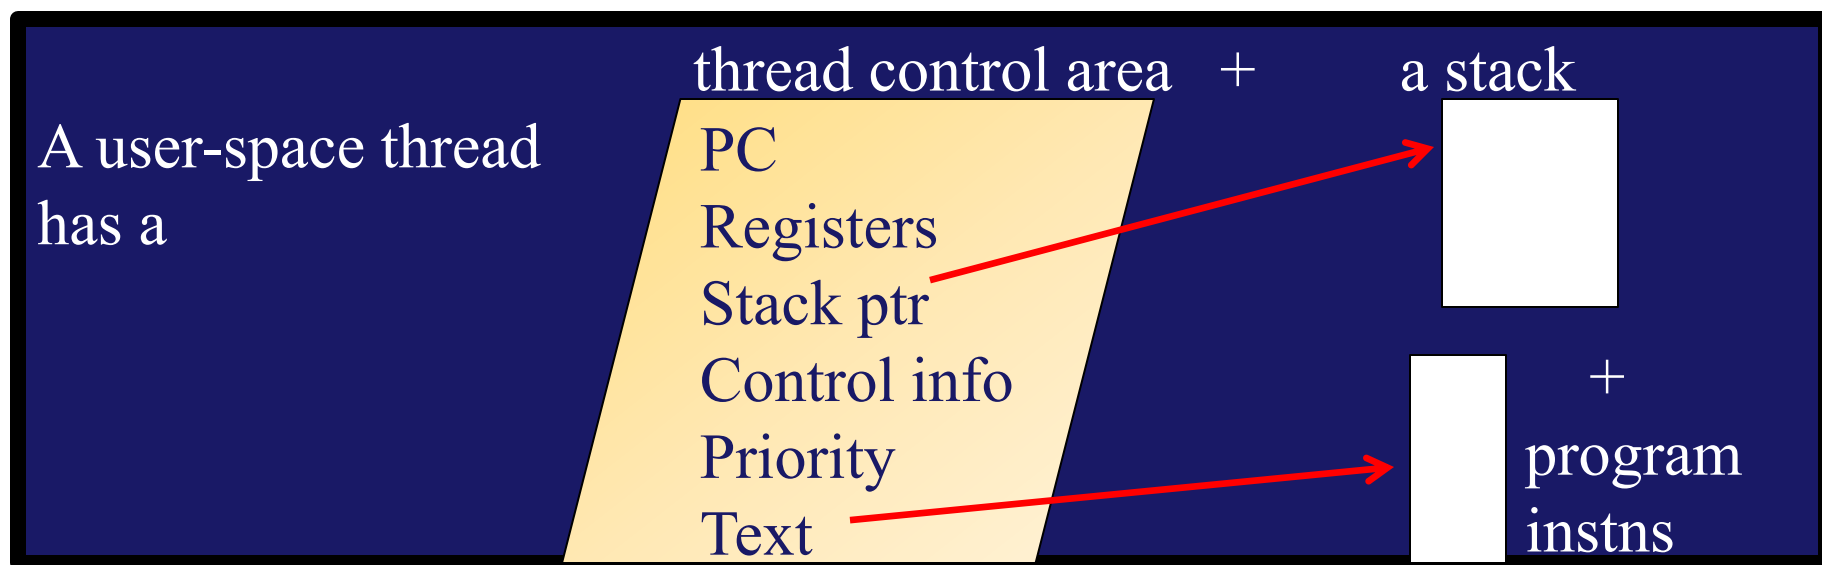 thread control area + a stack
A user-space thread
has a
PC
Registers
Stack ptr
Control info
Priority
Text
+
program
instns